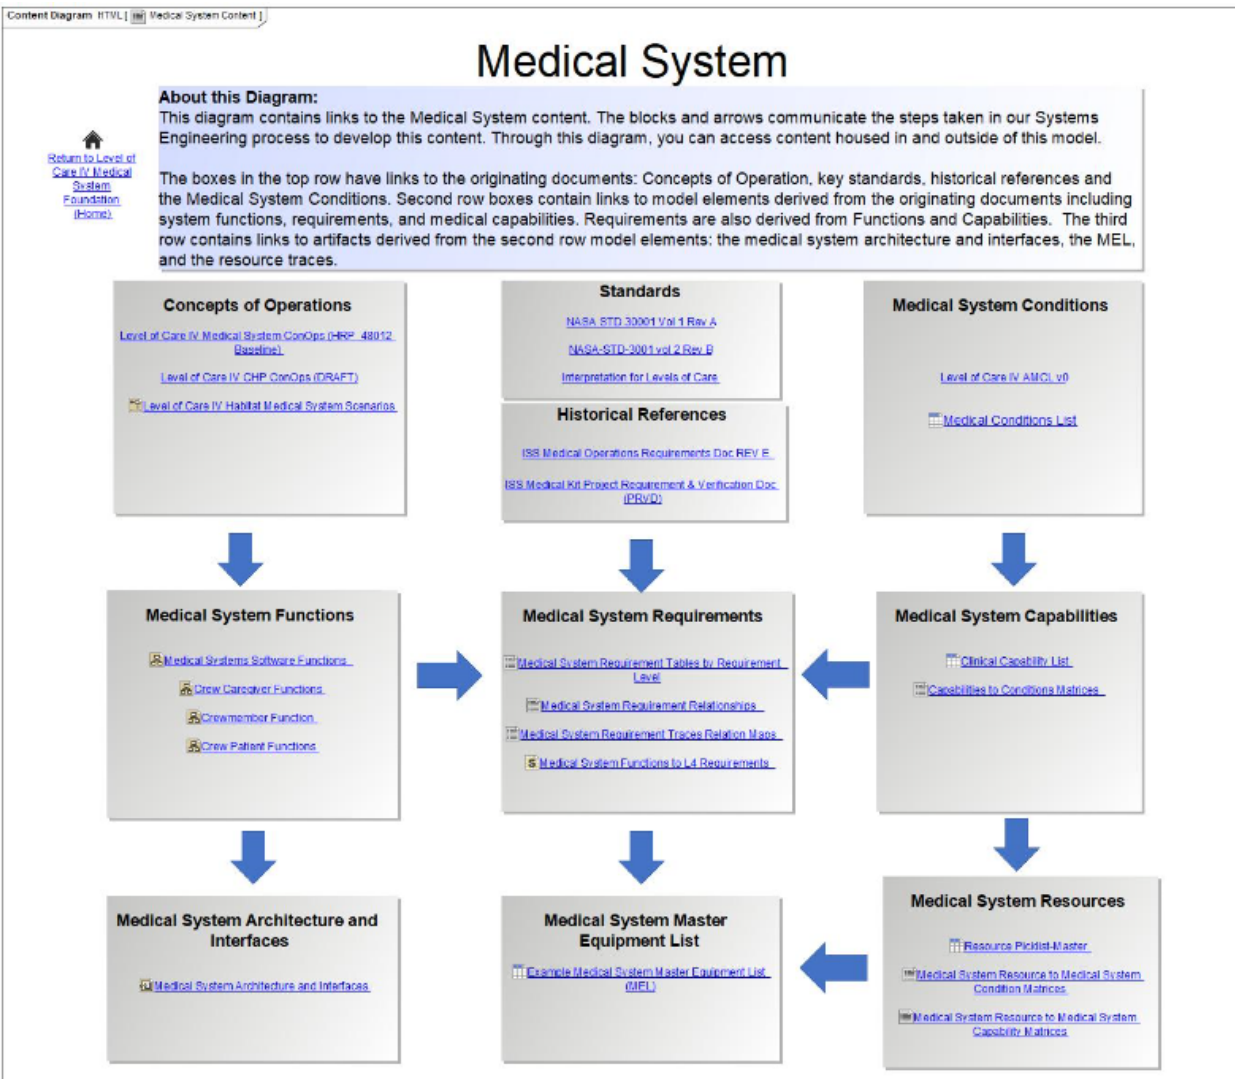 Content Diagram HTML [ Medical System Content ]
Medical System
About this Diagram:
This diagram contains links to the Medical System content. The blocks and arrows communicate the steps taken in our Systems
Engineering process to develop this content. Through this diagram, you can access content housed in and outside of this model.
The boxes in the top row have links to the originating documents: Concepts of Operation, key standards, historical references and
the Medical System Conditions. Second row boxes contain links to model elements derived from the originating documents including
system functions, requirements, and medical capabilities. Requirements are also derived from Functions and Capabilities. The third
row contains links to artifacts derived from the second row model elements: the medical system architecture and interfaces, the MEL,
and the resource traces.
Return to Level of
Care IV Medical
System
Foundation
(Home)
Concepts of Operations
Level of Care IV Medical System ConOps (HRP 48012
Baseline)
Level of Care IV CHP ConOps (DRAFT)
Level of Care IV Habitat Medical System Scenarios
Standards
NASA STD 30001 Vol 1 Rev A
NASA-STD-3001 vol 2 Rev B
Interpretation for Levels of Care
Historical References
ISS Medical Operations Requirements Doc REV E
ISS Medical Kit Project Requirement & Verification Doc
(PRVD)
Medical System Conditions
Level of Care IV AMCL v0
Medical Conditions List
Medical System Functions
Medical Systems Software Functions
Crew Caregiver Functions
Crewmember Function
Crew Patient Functions
Medical System Requirements
Medical System Requirement Tables by Requirement
Level
Medical System Requirement Relationships
Medical System Requirement Traces Relation Maps
Medical System Functions to L4 Requirements
Medical System Capabilities
Clinical Capability List
Capabilities to Conditions Matrices
Medical System Architecture and
Interfaces
Medical System Architecture and Interfaces
Medical System Master
Equipment List
Example Medical System Master Equipment List
(MEL)
Medical System Resources
Resource Picklist-Master
Medical System Resource to Medical System
Condition Matrices
Medical System Resource to Medical System
Capability Matrices